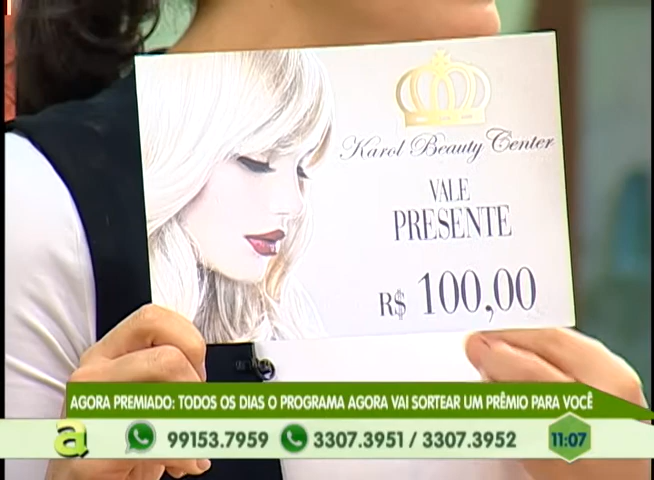 Karol Beauty Center
VALE
PRESENTE
R$ 100,00
AGORA PREMIADO: TODOS OS DIAS O PROGRAMA AGORA VAI SORTEAR UM PRÊMIO PARA VOCÊ
a 99153.7959 3307.3951 / 3307.3952 11:07